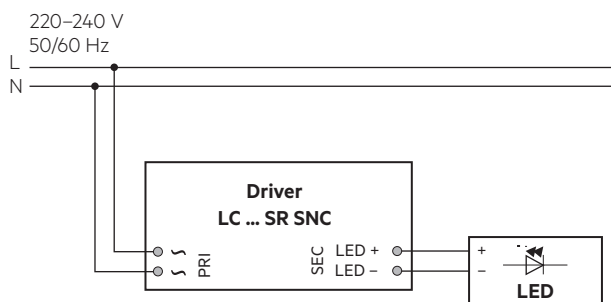 220–240 V
50/60 Hz
L
N
Driver
LC ... SR SNC
~ PRI SEC LED + +
~ LED – –
LED